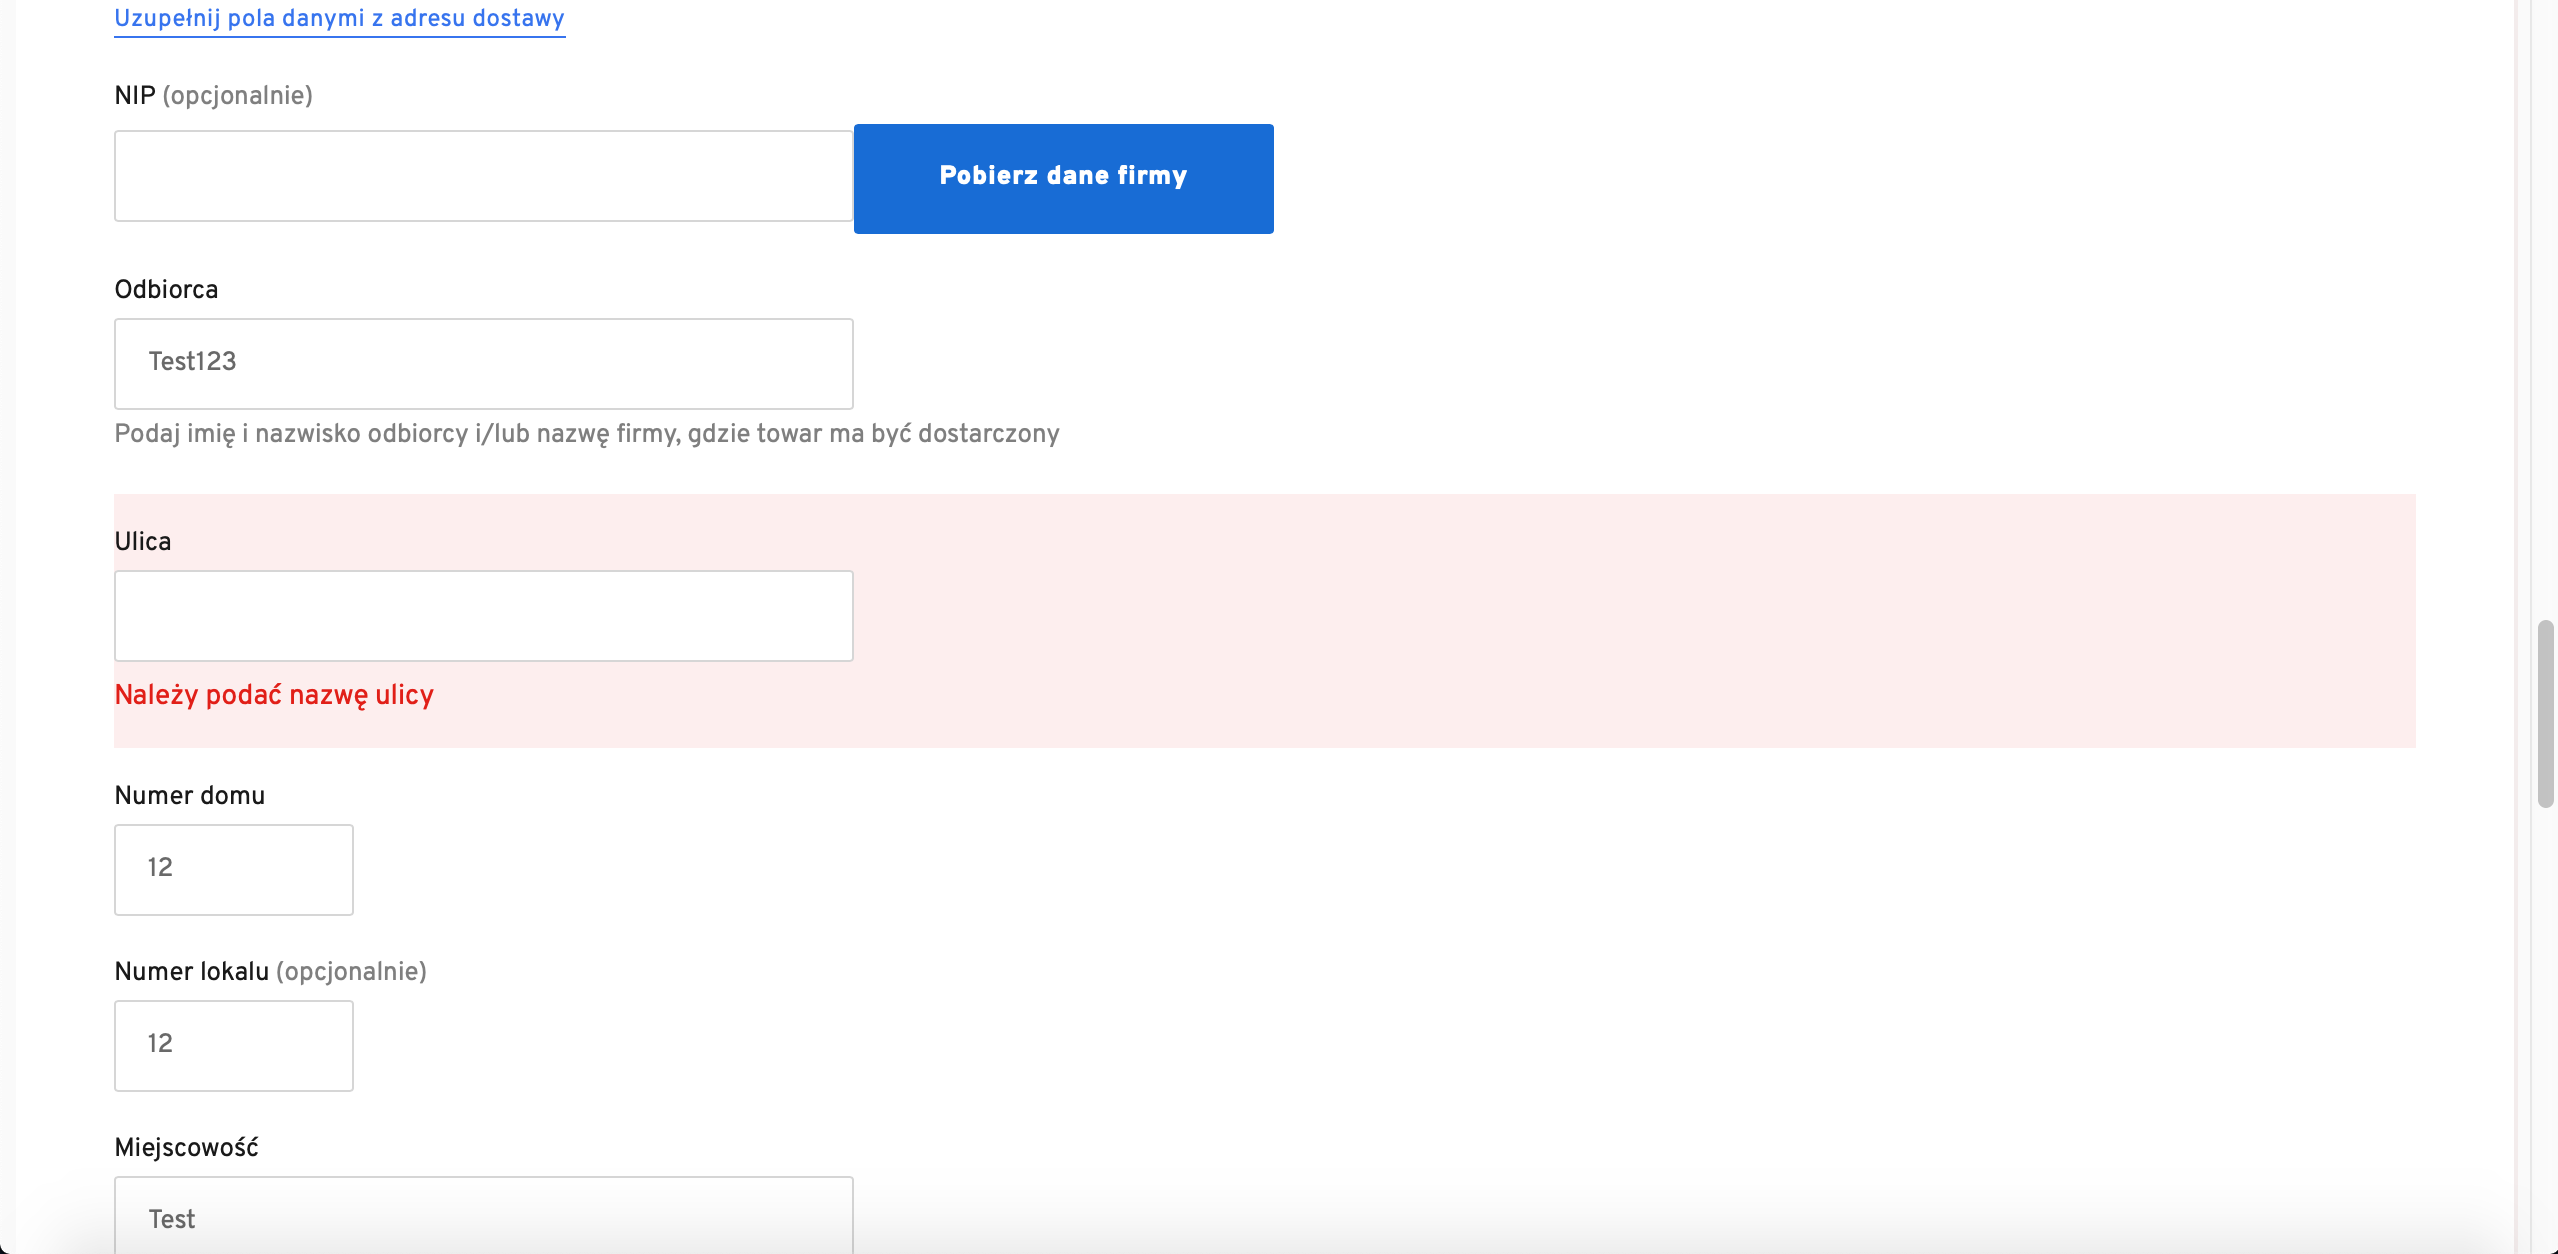 Uzupełnij pola danymi z adresu dostawy
NIP (opcjonalnie)
Pobierz dane firmy
Odbiorca
Test123
Podaj imię i nazwisko odbiorcy i/lub nazwę firmy, gdzie towar ma być dostarczony
Ulica
Należy podać nazwę ulicy
Numer domu
12
Numer lokalu (opcjonalnie)
12
Miejscowość
Test